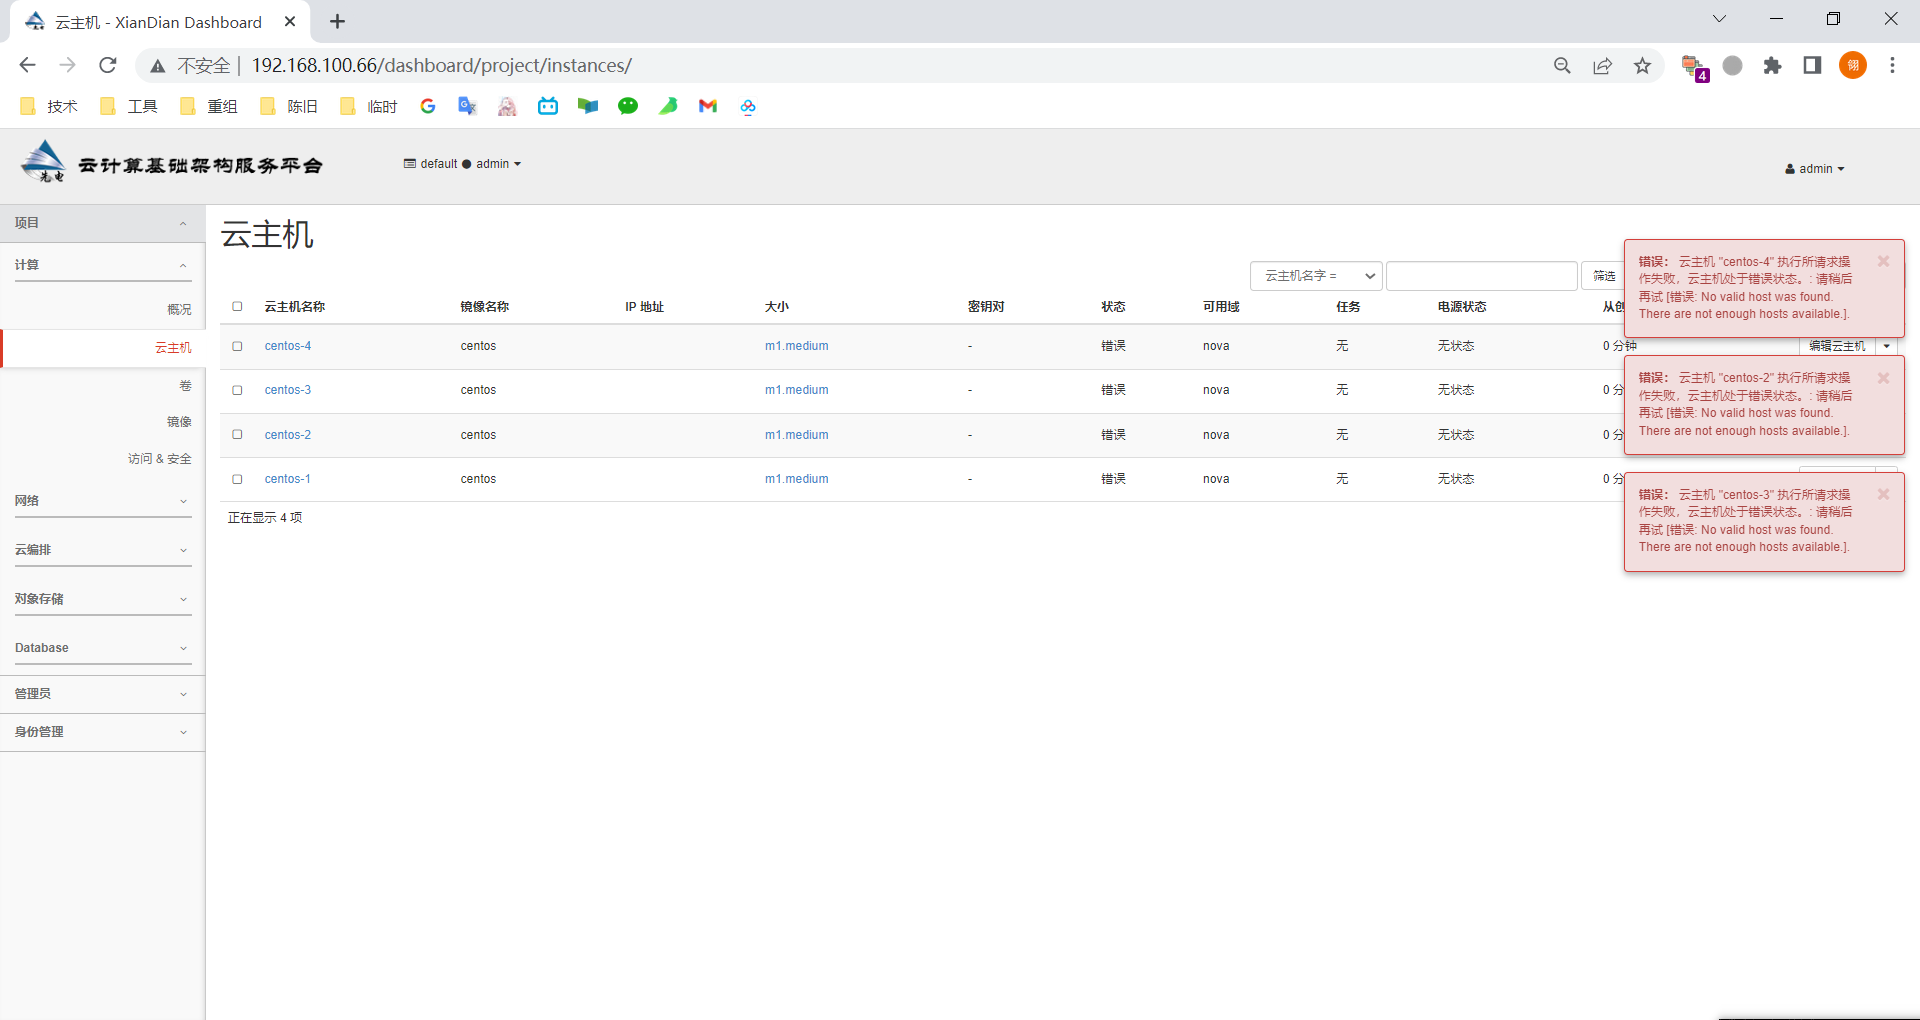 云主机 - XianDian Dashboard
不安全 192.168.100.66/dashboard/project/instances/
4
翎
技术 工具 重组 陈旧 临时
先电 云计算基础架构服务平台
default admin
admin
项目
计算
概况
云主机
卷
镜像
访问 & 安全
网络
云编排
对象存储
Database
管理员
身份管理
云主机
云主机名字 = 筛选
云主机名称 镜像名称 IP 地址 大小 密钥对 状态 可用域 任务 电源状态 从创
centos-4 centos m1.medium - 错误 nova 无 无状态 0 分钟 编辑云主机
centos-3 centos m1.medium - 错误 nova 无 无状态 0 分
centos-2 centos m1.medium - 错误 nova 无 无状态 0 分
centos-1 centos m1.medium - 错误 nova 无 无状态 0 分
正在显示 4 项
错误： 云主机 "centos-4" 执行所请求操
作失败，云主机处于错误状态。: 请稍后
再试 [错误: No valid host was found.
There are not enough hosts available.].
错误： 云主机 "centos-2" 执行所请求操
作失败，云主机处于错误状态。: 请稍后
再试 [错误: No valid host was found.
There are not enough hosts available.].
错误： 云主机 "centos-3" 执行所请求操
作失败，云主机处于错误状态。: 请稍后
再试 [错误: No valid host was found.
There are not enough hosts available.].